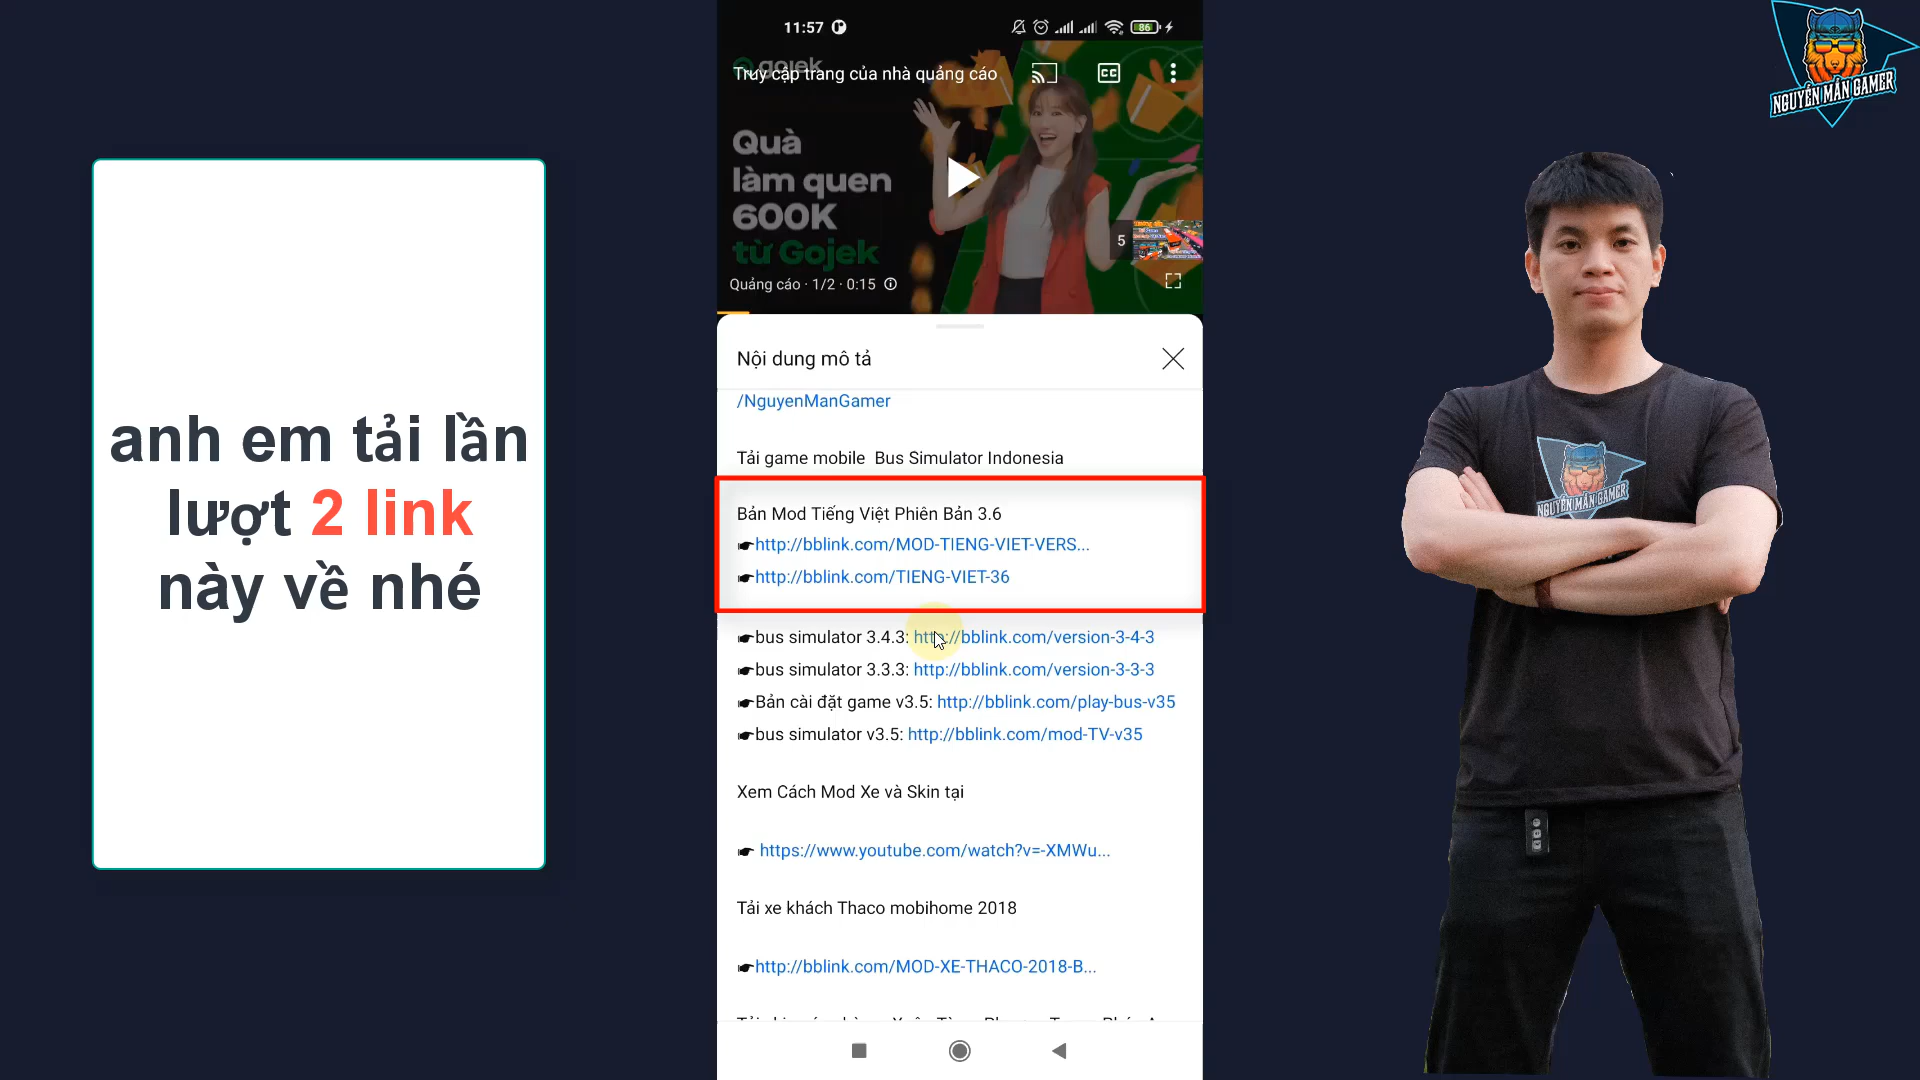 anh em tải lần
lượt 2 link
này về nhé
11:57
86
gojek
Truy cập trang của nhà quảng cáo
CC
Quà
làm quen
600K
từ Gojek
5
Quảng cáo · 1/2 · 0:15
Nội dung mô tả
/NguyenManGamer
Tải game mobile  Bus Simulator Indonesia
Bản Mod Tiếng Việt Phiên Bản 3.6
☛http://bblink.com/MOD-TIENG-VIET-VERS...
☛http://bblink.com/TIENG-VIET-36
☛bus simulator 3.4.3: http://bblink.com/version-3-4-3
☛bus simulator 3.3.3: http://bblink.com/version-3-3-3
☛Bản cài đặt game v3.5: http://bblink.com/play-bus-v35
☛bus simulator v3.5: http://bblink.com/mod-TV-v35
Xem Cách Mod Xe và Skin tại
☛ https://www.youtube.com/watch?v=-XMWu...
Tải xe khách Thaco mobihome 2018
☛http://bblink.com/MOD-XE-THACO-2018-B...
NGUYỄN MẪN GAMER
NGUYỄN MẪN GAMER